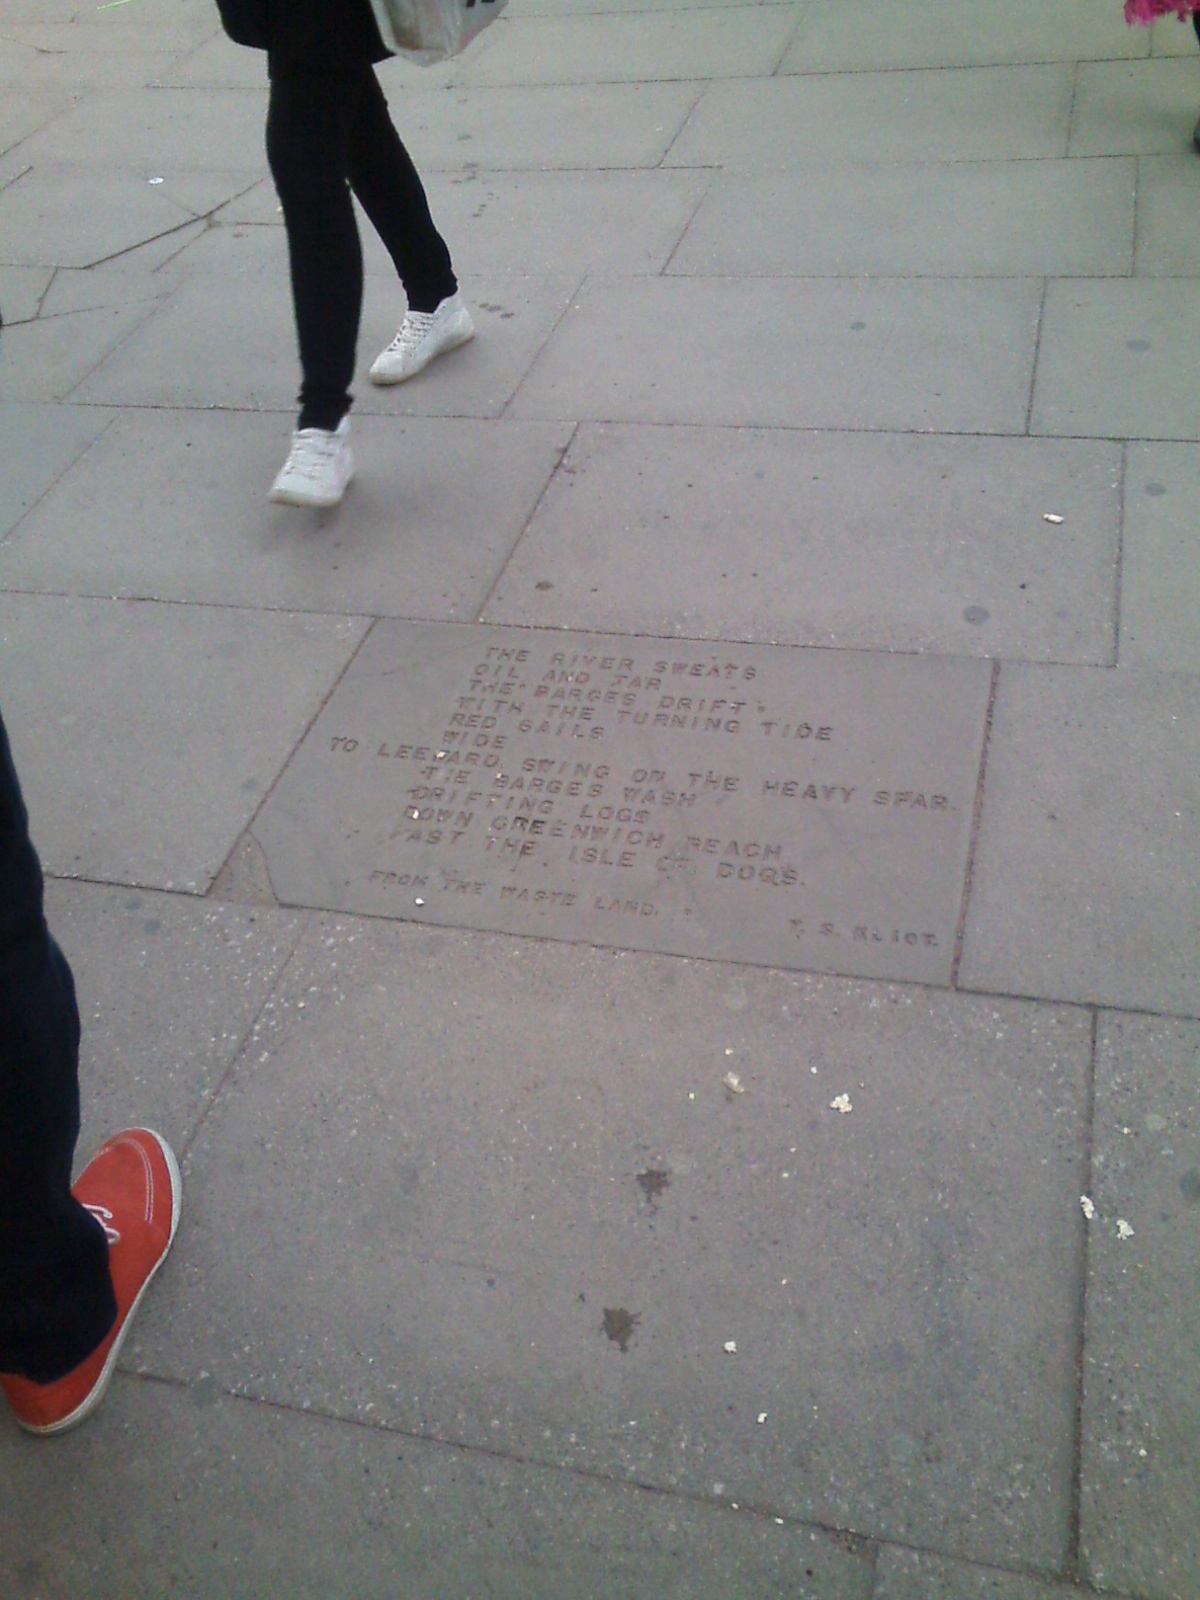 THE RIVER SWEATS
OIL AND TAR
THE BARGES DRIFT
WITH THE TURNING TIDE
RED SAILS
WIDE
TO LEEWARD, SWING ON THE HEAVY SPAR.
THE BARGES WASH
DRIFTING LOGS
DOWN GREENWICH REACH
PAST THE ISLE OF DOGS.
FROM THE WASTE LAND.
T. S. ELIOT.